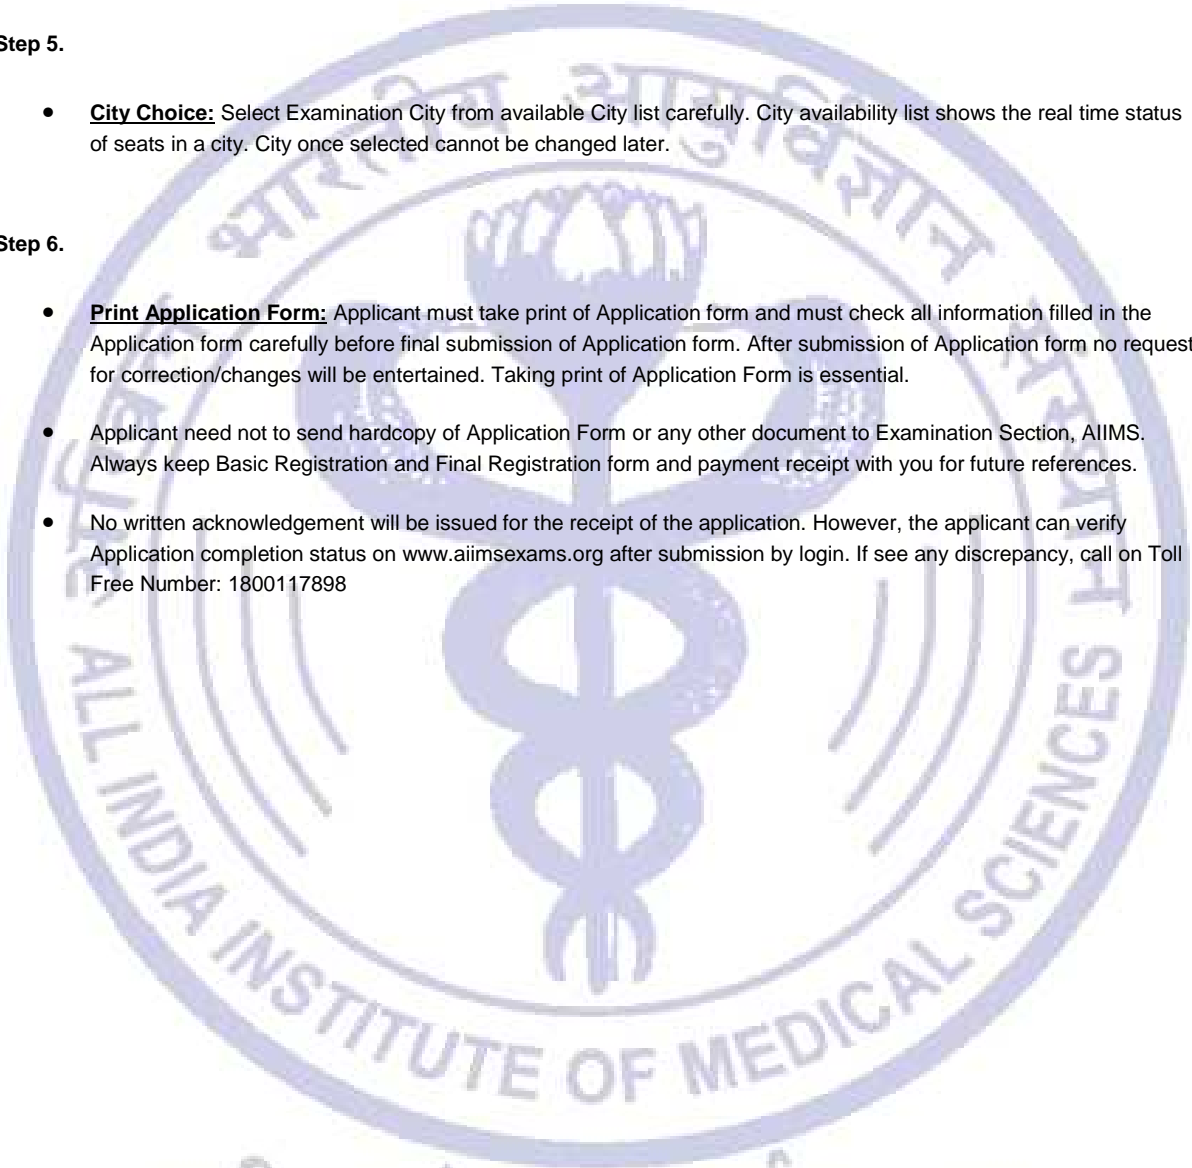 Step 5.
• City Choice: Select Examination City from available City list carefully. City availability list shows the real time status
of seats in a city. City once selected cannot be changed later.
Step 6.
• Print Application Form: Applicant must take print of Application form and must check all information filled in the
Application form carefully before final submission of Application form. After submission of Application form no request
for correction/changes will be entertained. Taking print of Application Form is essential.
• Applicant need not to send hardcopy of Application Form or any other document to Examination Section, AIIMS.
Always keep Basic Registration and Final Registration form and payment receipt with you for future references.
• No written acknowledgement will be issued for the receipt of the application. However, the applicant can verify
Application completion status on www.aiimsexams.org after submission by login. If see any discrepancy, call on Toll
Free Number: 1800117898
भारतीय आयुर्विज्ञान
ALL INDIA INSTITUTE OF MEDICAL SCIENCES